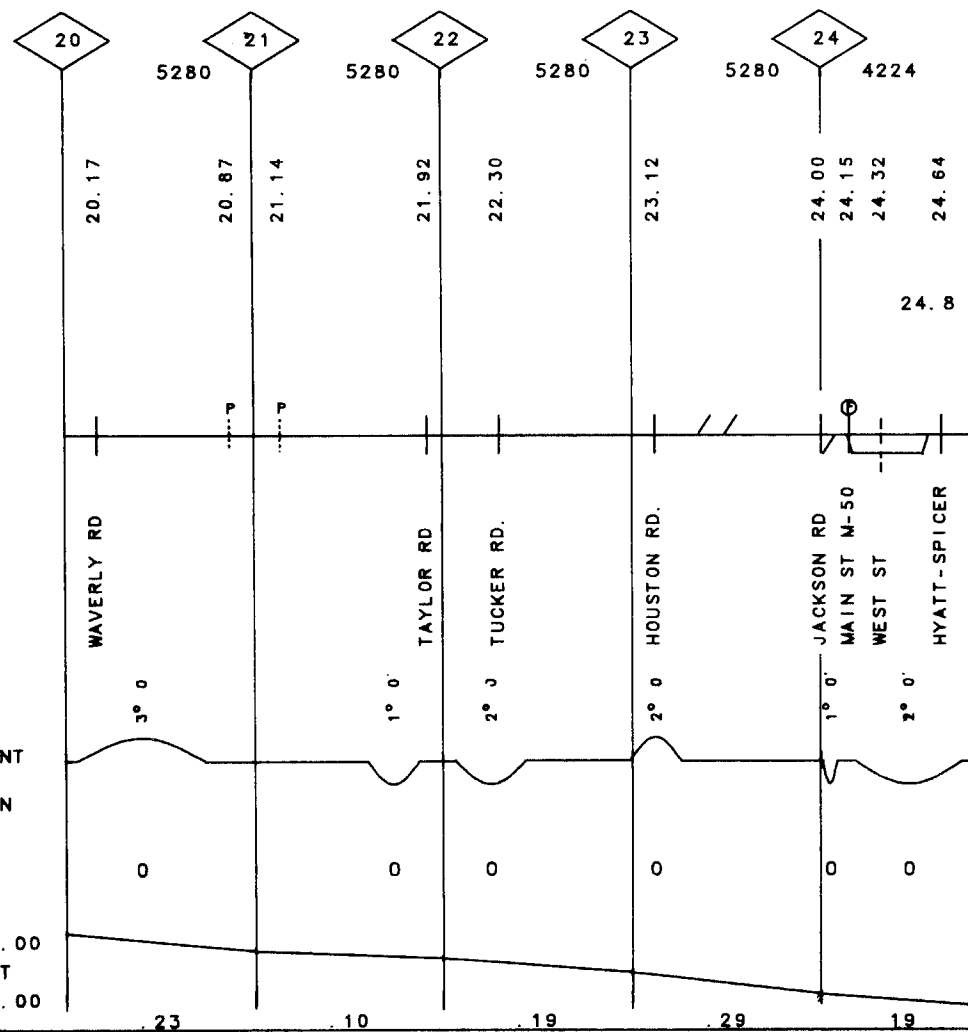 20 21 22 23 24
5280 5280 5280 5280 4224
20.17
20.87
21.14
21.92
22.30
23.12
24.00
24.15
24.32
24.64
24.8
P P P
WAVERLY RD
TAYLOR RD
TUCKER RD.
HOUSTON RD.
JACKSON RD
MAIN ST M-50
WEST ST
HYATT-SPICER
3° 0
1° 0'
2° 0
2° 0
1° 0'
2° 0'
NT
N
0 0 0 0 0 0
.00
T
.00
.23 .10 .19 .29 .19